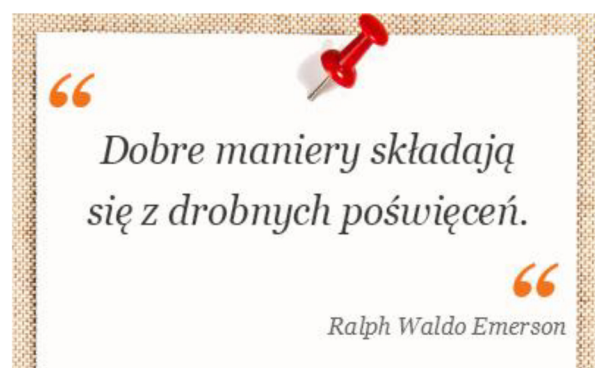 “
Dobre maniery składają
się z drobnych poświęceń.
“
Ralph Waldo Emerson